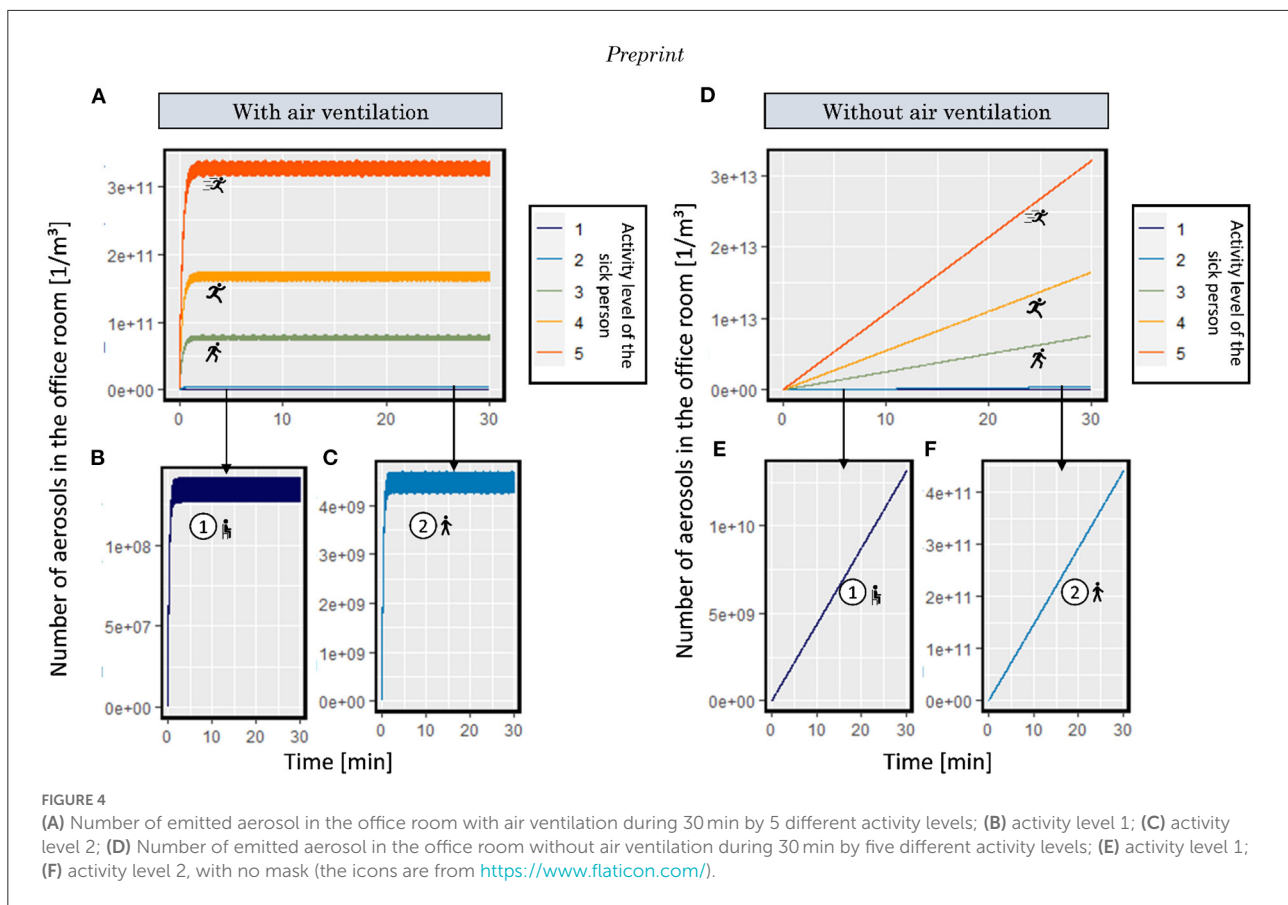 Preprint
A
With air ventilation
Number of aerosols in the office room [1/m³]
3e+11
2e+11
1e+11
0e+00
0
10
20
30
1
2
3
4
5
Activity level of the
sick person
B
1e+08
5e+07
0e+00
1
0 10 20 30
C
4e+09
3e+09
2e+09
1e+09
0e+00
2
0 10 20 30
Time [min]
D
Without air ventilation
Number of aerosols in the office room [1/m³]
3e+13
2e+13
1e+13
0e+00
0
10
20
30
1
2
3
4
5
Activity level of the
sick person
E
1e+10
5e+09
0e+00
1
0 10 20 30
F
4e+11
3e+11
2e+11
1e+11
0e+00
2
0 10 20 30
Time [min]
FIGURE 4
(A) Number of emitted aerosol in the office room with air ventilation during 30 min by 5 different activity levels; (B) activity level 1; (C) activity
level 2; (D) Number of emitted aerosol in the office room without air ventilation during 30 min by five different activity levels; (E) activity level 1;
(F) activity level 2, with no mask (the icons are from https://www.flaticon.com/).